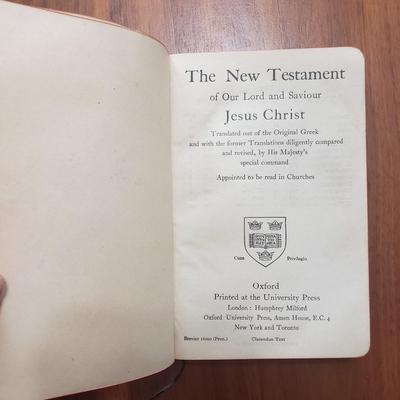 The New Testament
of Our Lord and Saviour
Jesus Christ
Translated out of the Original Greek
and with the former Translations diligently compared
and revised, by His Majesty's
special command
Appointed to be read in Churches
Cum Privilegio
Oxford
Printed at the University Press
London: Humphrey Milford
Oxford University Press, Amen House, E.C. 4
New York and Toronto
Brevier 16mo (Pron.) Clarendon Text